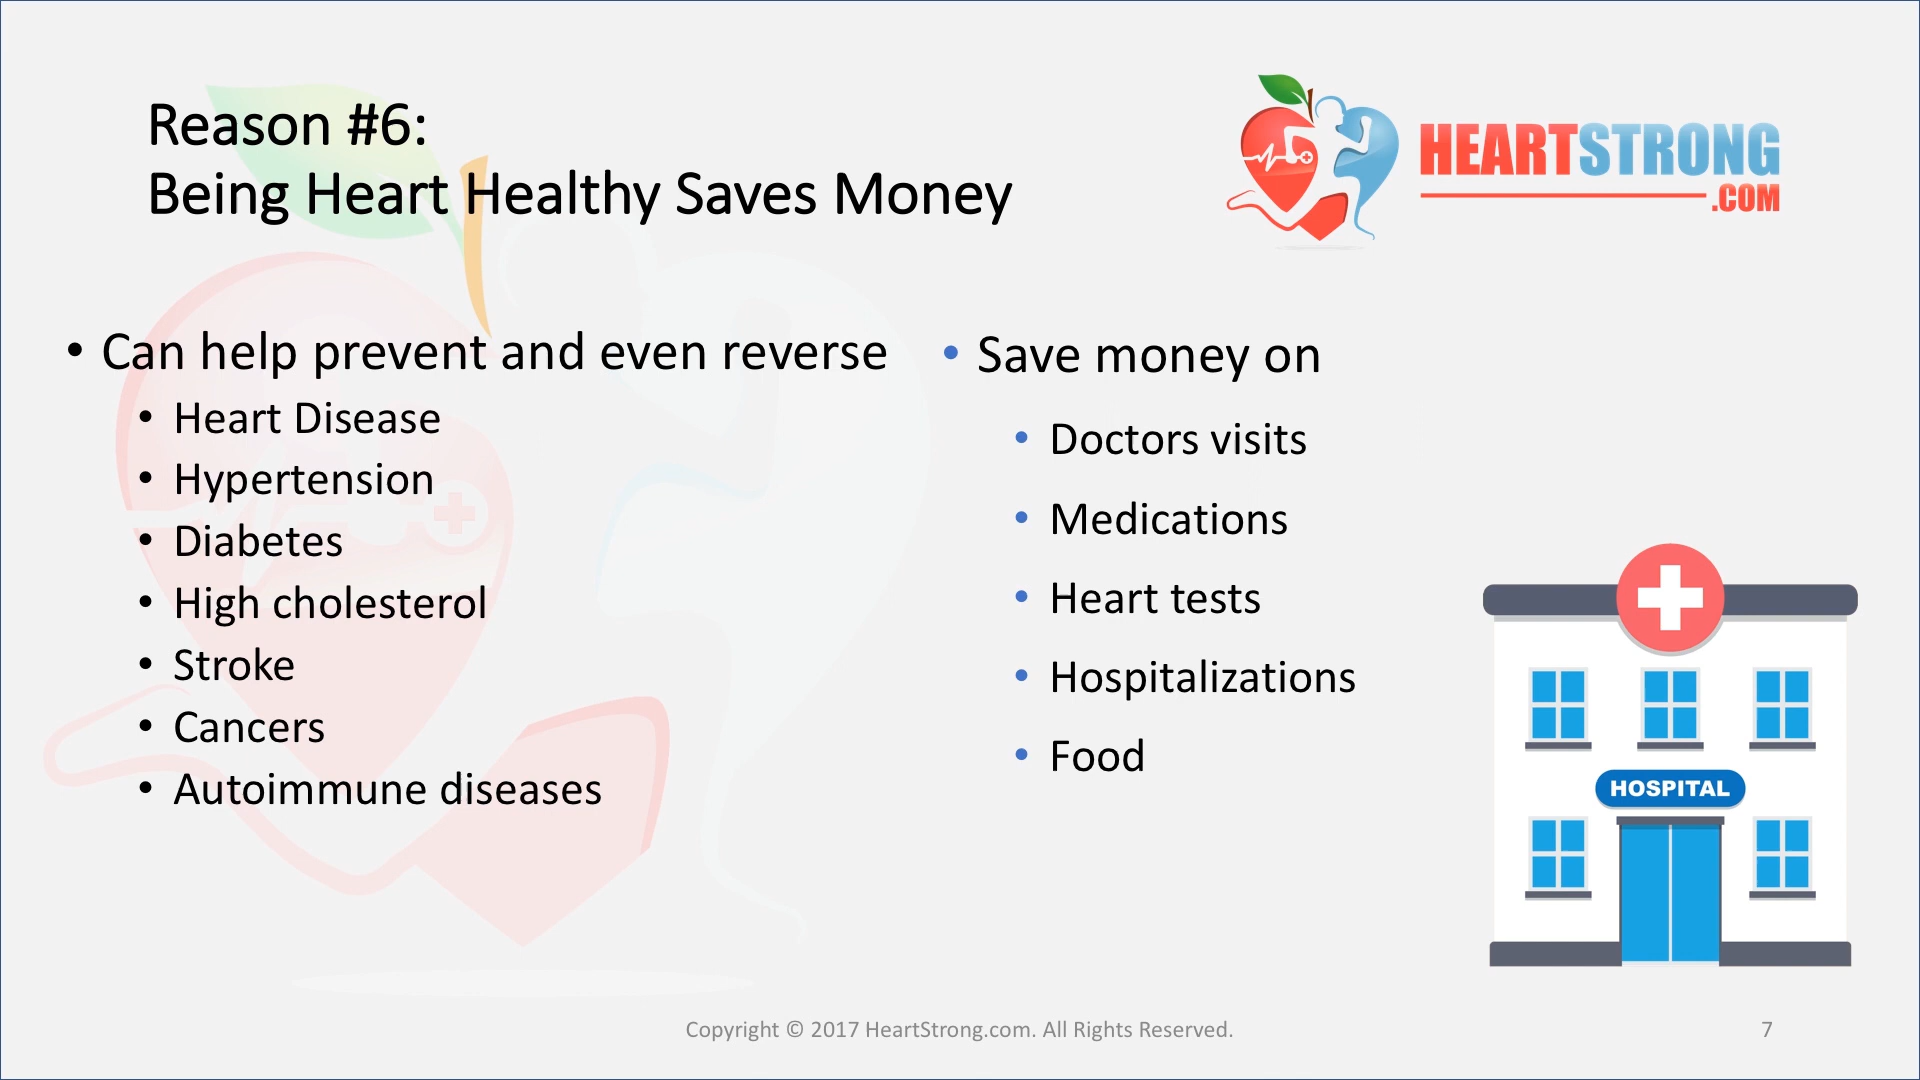 Reason #6:
Being Heart Healthy Saves Money
HEARTSTRONG
.COM
• Can help prevent and even reverse
• Heart Disease
• Hypertension
• Diabetes
• High cholesterol
• Stroke
• Cancers
• Autoimmune diseases
• Save money on
• Doctors visits
• Medications
• Heart tests
• Hospitalizations
• Food
HOSPITAL
Copyright © 2017 HeartStrong.com. All Rights Reserved.
7